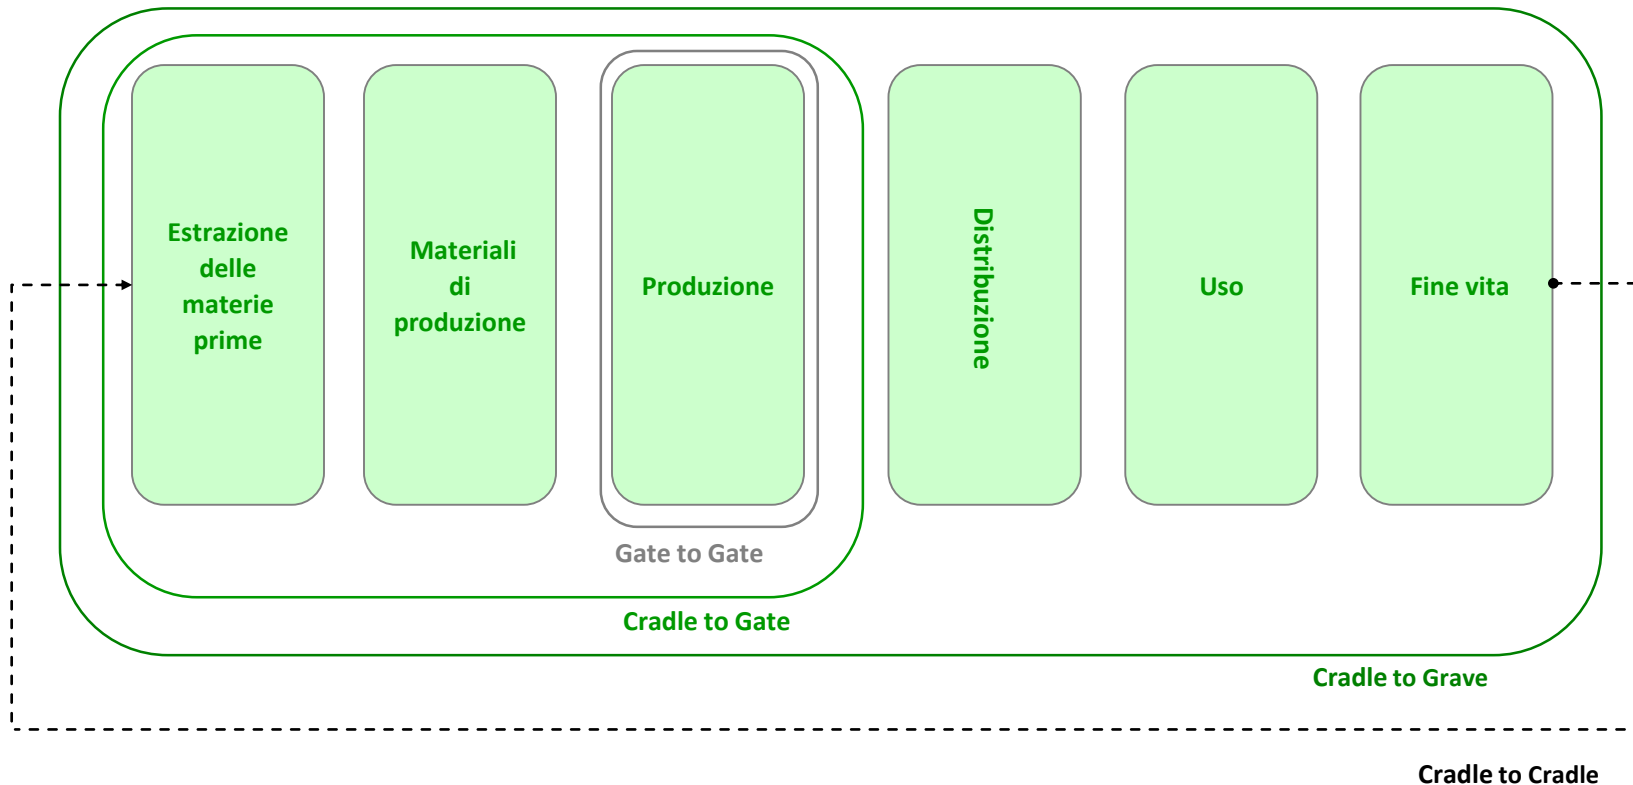 Estrazione
delle
materie
prime
Materiali
di
produzione
Produzione
Distribuzione
Uso
Fine vita
Gate to Gate
Cradle to Gate
Cradle to Grave
Cradle to Cradle